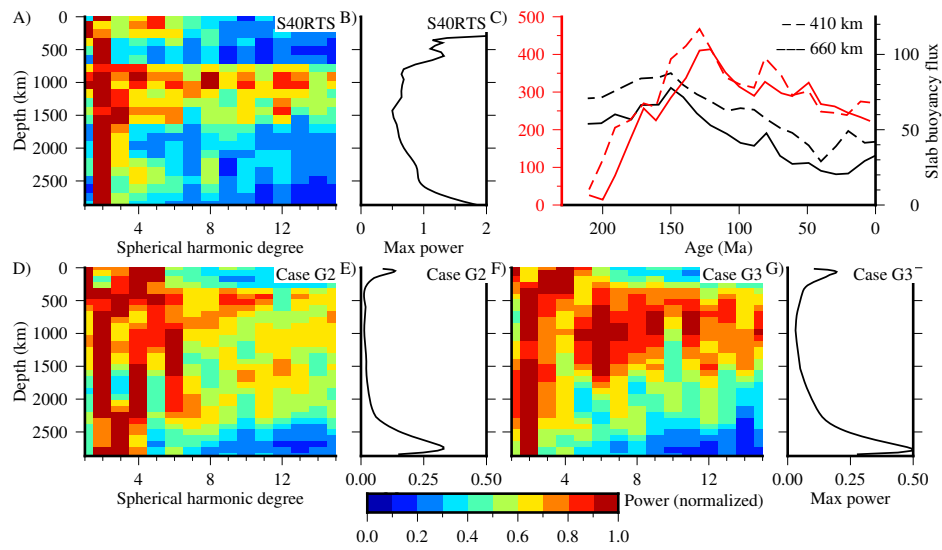 A) S40RTS B) S40RTS C)
0
500
1000
1500
2000
2500
Depth (km)
4 8 12
Spherical harmonic degree
0 1 2
Max power
500
400
300
200
100
0
410 km
660 km
100
50
0
Slab buoyancy flux
200 150 100 50 0
Age (Ma)
D) Case G2 E) Case G2 F) Case G3 G) Case G3
0
500
1000
1500
2000
2500
Depth (km)
4 8 12
Spherical harmonic degree
0.00 0.25 0.50
4 8 12
0.00 0.25 0.50
Max power
Power (normalized)
0.0 0.2 0.4 0.6 0.8 1.0